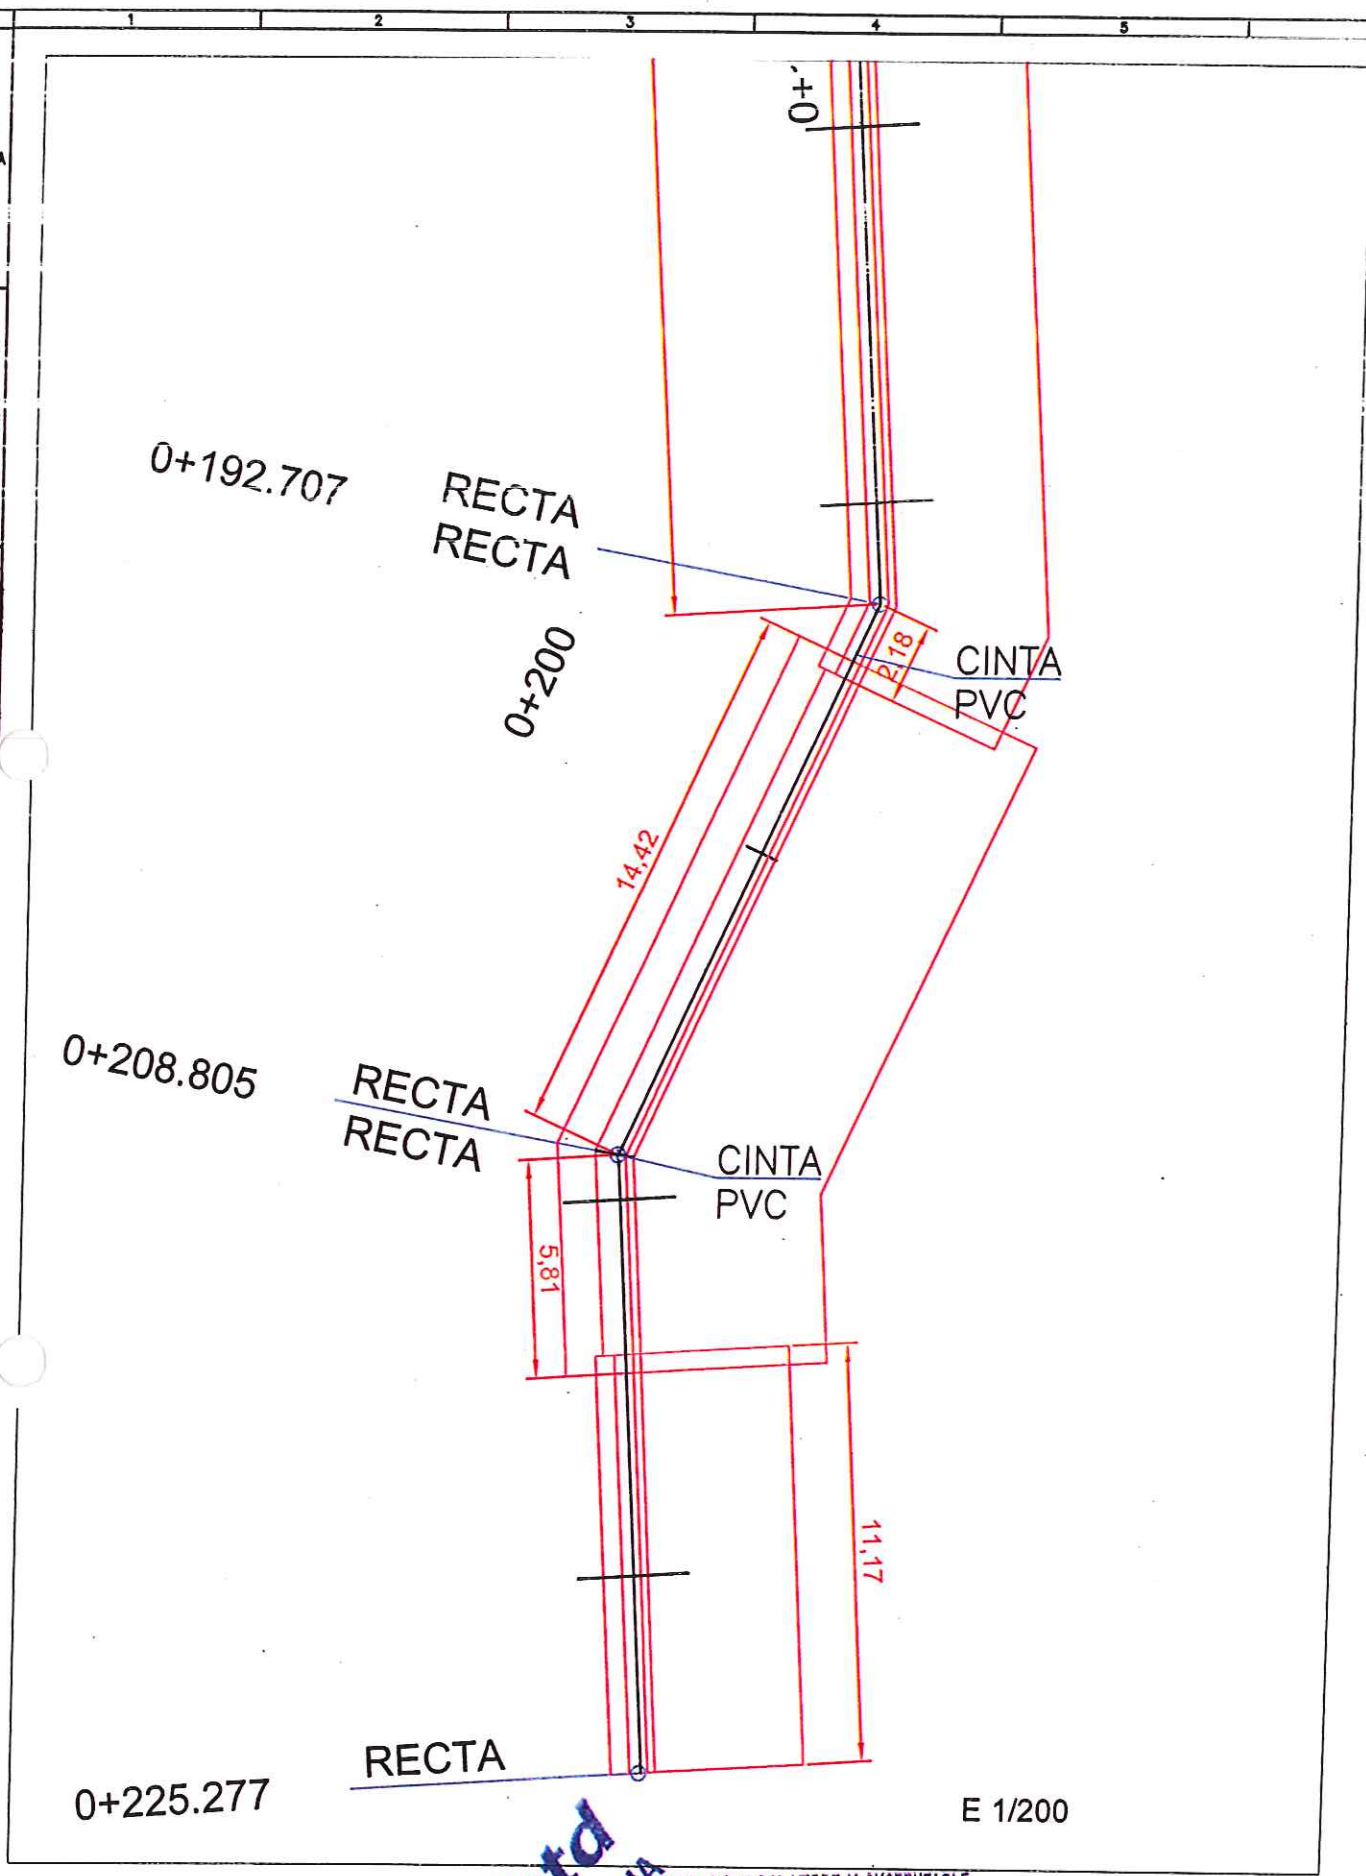 1 2 3 4 5
A
0+192.707
RECTA
RECTA
0+200
2,18
CINTA
PVC
14,42
0+208.805
RECTA
RECTA
CINTA
PVC
5,81
11,17
RECTA
0+225.277
E 1/200